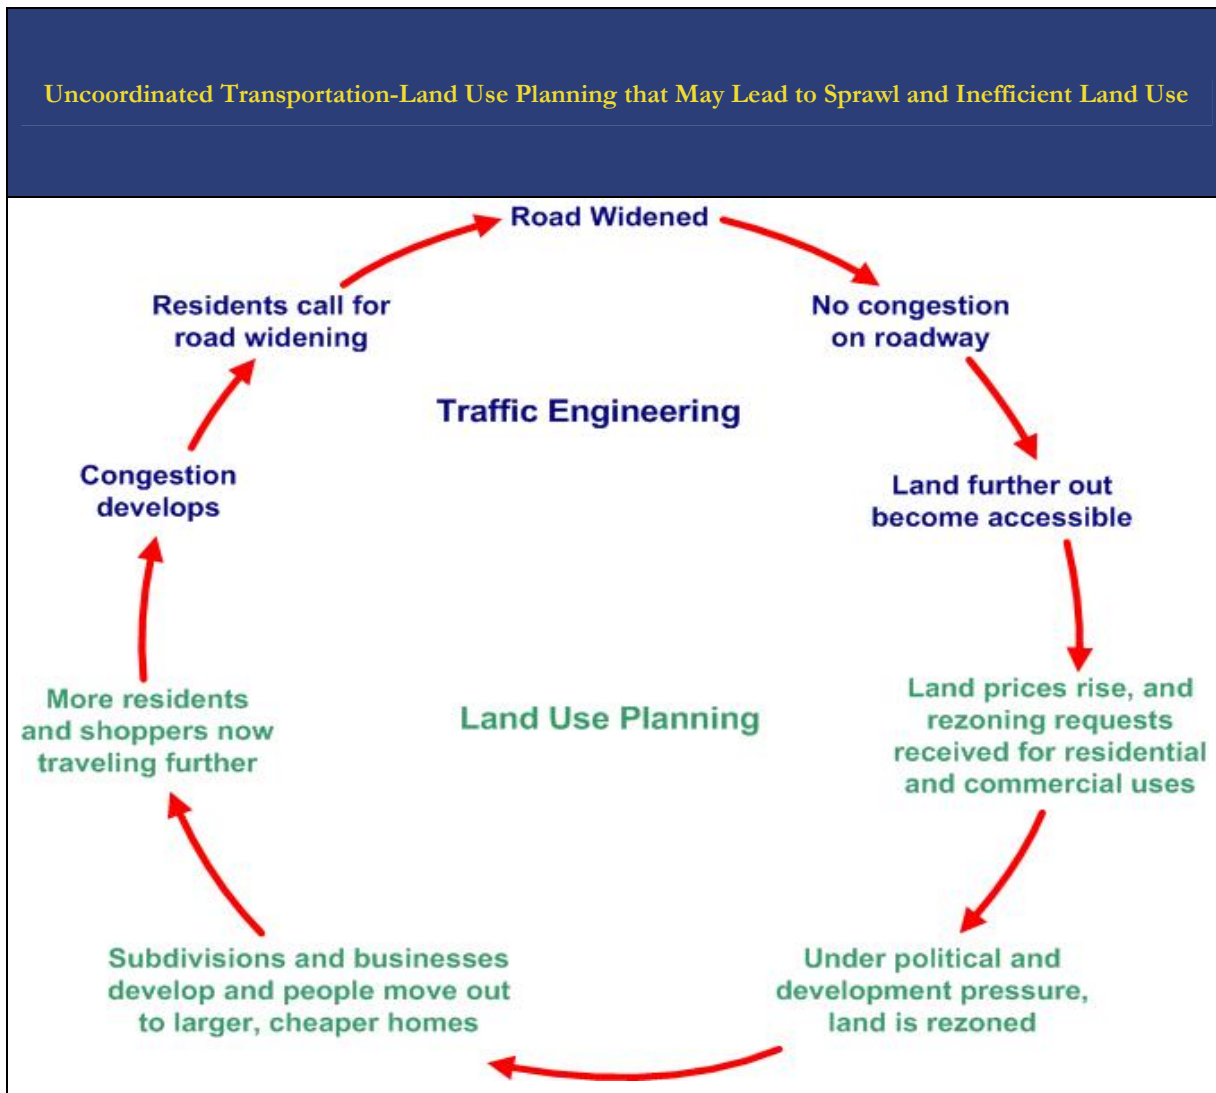 Uncoordinated Transportation-Land Use Planning that May Lead to Sprawl and Inefficient Land Use
Road Widened
No congestion
on roadway
Land further out
become accessible
Land prices rise, and
rezoning requests
received for residential
and commercial uses
Under political and
development pressure,
land is rezoned
Subdivisions and businesses
develop and people move out
to larger, cheaper homes
More residents
and shoppers now
traveling further
Congestion
develops
Residents call for
road widening
Traffic Engineering
Land Use Planning